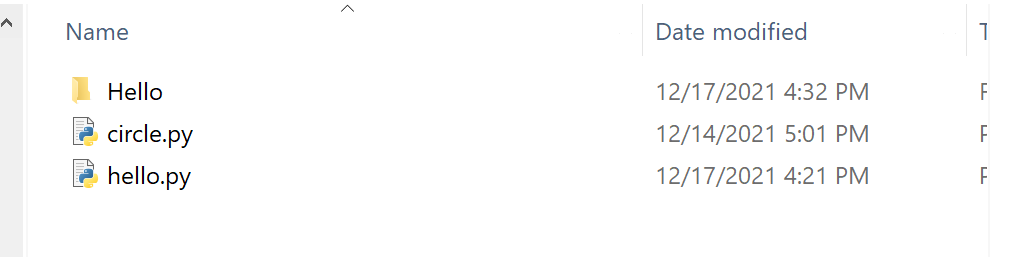 Name Date modified
Hello 12/17/2021 4:32 PM
circle.py 12/14/2021 5:01 PM
hello.py 12/17/2021 4:21 PM